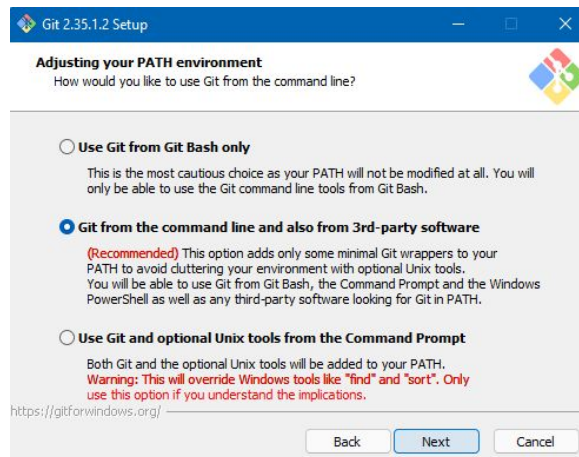 Git 2.35.1.2 Setup
Adjusting your PATH environment
How would you like to use Git from the command line?
Use Git from Git Bash only
This is the most cautious choice as your PATH will not be modified at all. You will
only be able to use the Git command line tools from Git Bash.
Git from the command line and also from 3rd-party software
(Recommended) This option adds only some minimal Git wrappers to your
PATH to avoid cluttering your environment with optional Unix tools.
You will be able to use Git from Git Bash, the Command Prompt and the Windows
PowerShell as well as any third-party software looking for Git in PATH.
Use Git and optional Unix tools from the Command Prompt
Both Git and the optional Unix tools will be added to your PATH.
Warning: This will override Windows tools like "find" and "sort". Only
use this option if you understand the implications.
https://gitforwindows.org/
Back Next Cancel